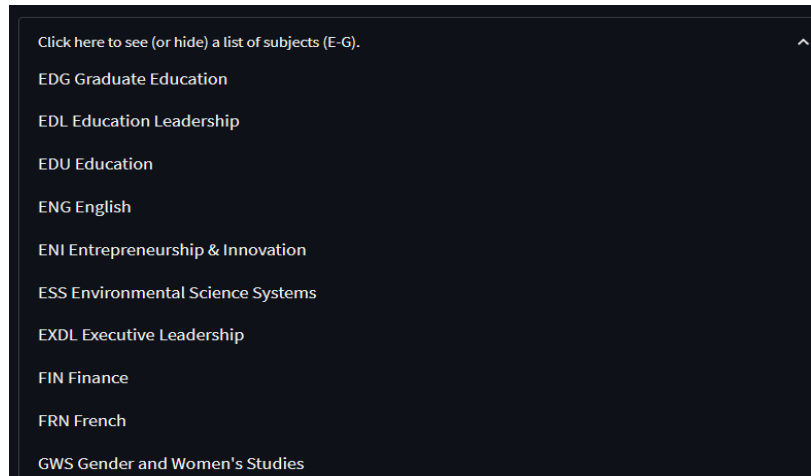 Click here to see (or hide) a list of subjects (E-G).
EDG Graduate Education
EDL Education Leadership
EDU Education
ENG English
ENI Entrepreneurship & Innovation
ESS Environmental Science Systems
EXDL Executive Leadership
FIN Finance
FRN French
GWS Gender and Women's Studies